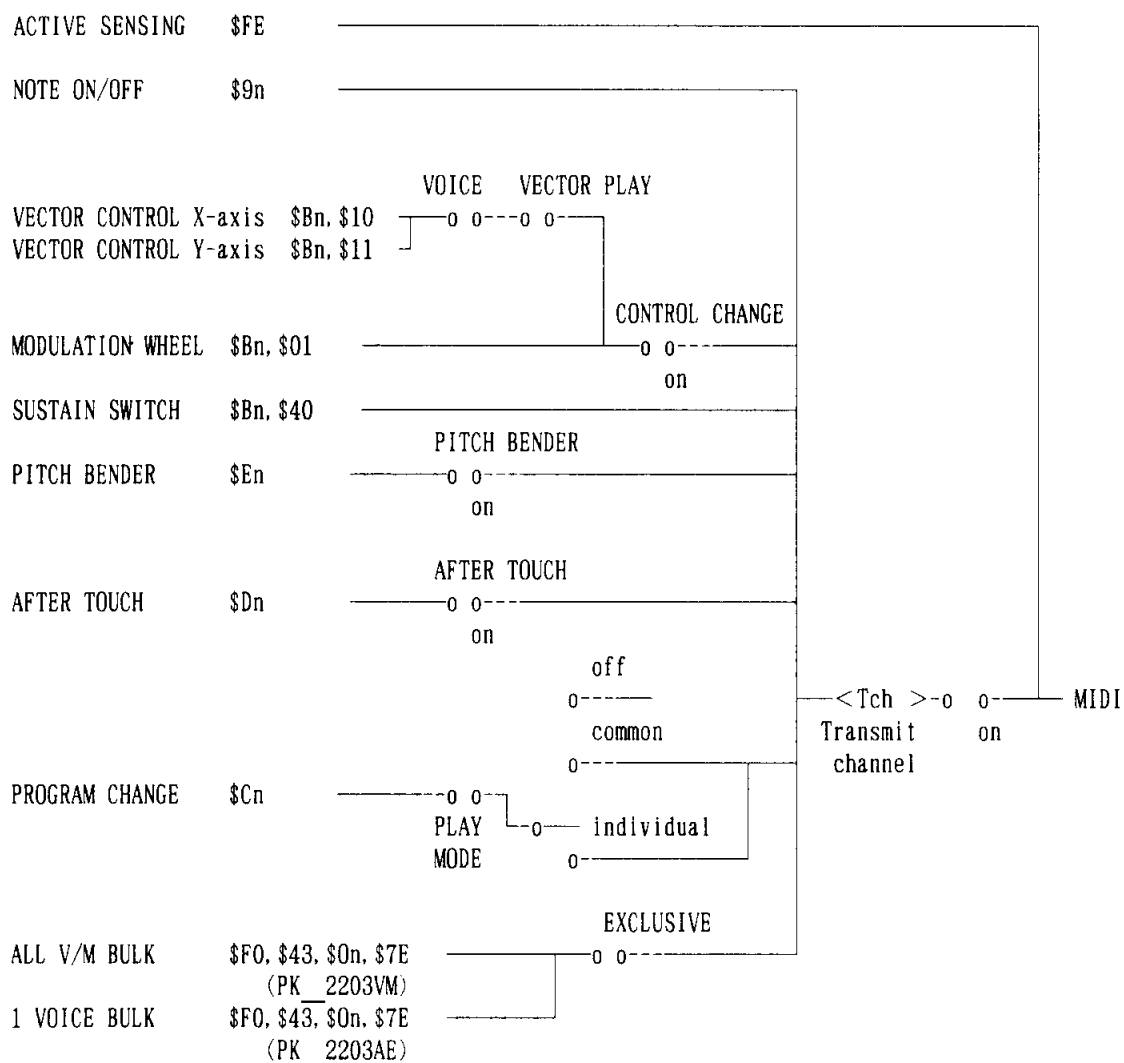 ACTIVE SENSING $FE
NOTE ON/OFF $9n
VOICE VECTOR PLAY
VECTOR CONTROL X-axis $Bn, $10
VECTOR CONTROL Y-axis $Bn, $11
CONTROL CHANGE
MODULATION WHEEL $Bn, $01
on
SUSTAIN SWITCH $Bn, $40
PITCH BENDER
PITCH BENDER $En
on
AFTER TOUCH
AFTER TOUCH $Dn
on
off
<Tch > MIDI
common Transmit on
channel
PROGRAM CHANGE $Cn
PLAY individual
MODE
EXCLUSIVE
ALL V/M BULK $F0, $43, $0n, $7E
(PK__2203VM)
1 VOICE BULK $F0, $43, $0n, $7E
(PK 2203AE)